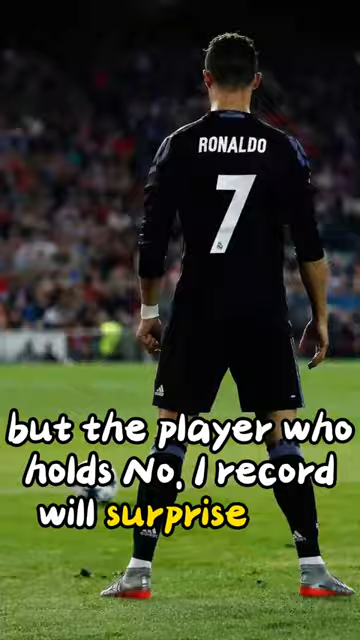 RONALDO
7
but the player who
holds No, 1 record
will surprise